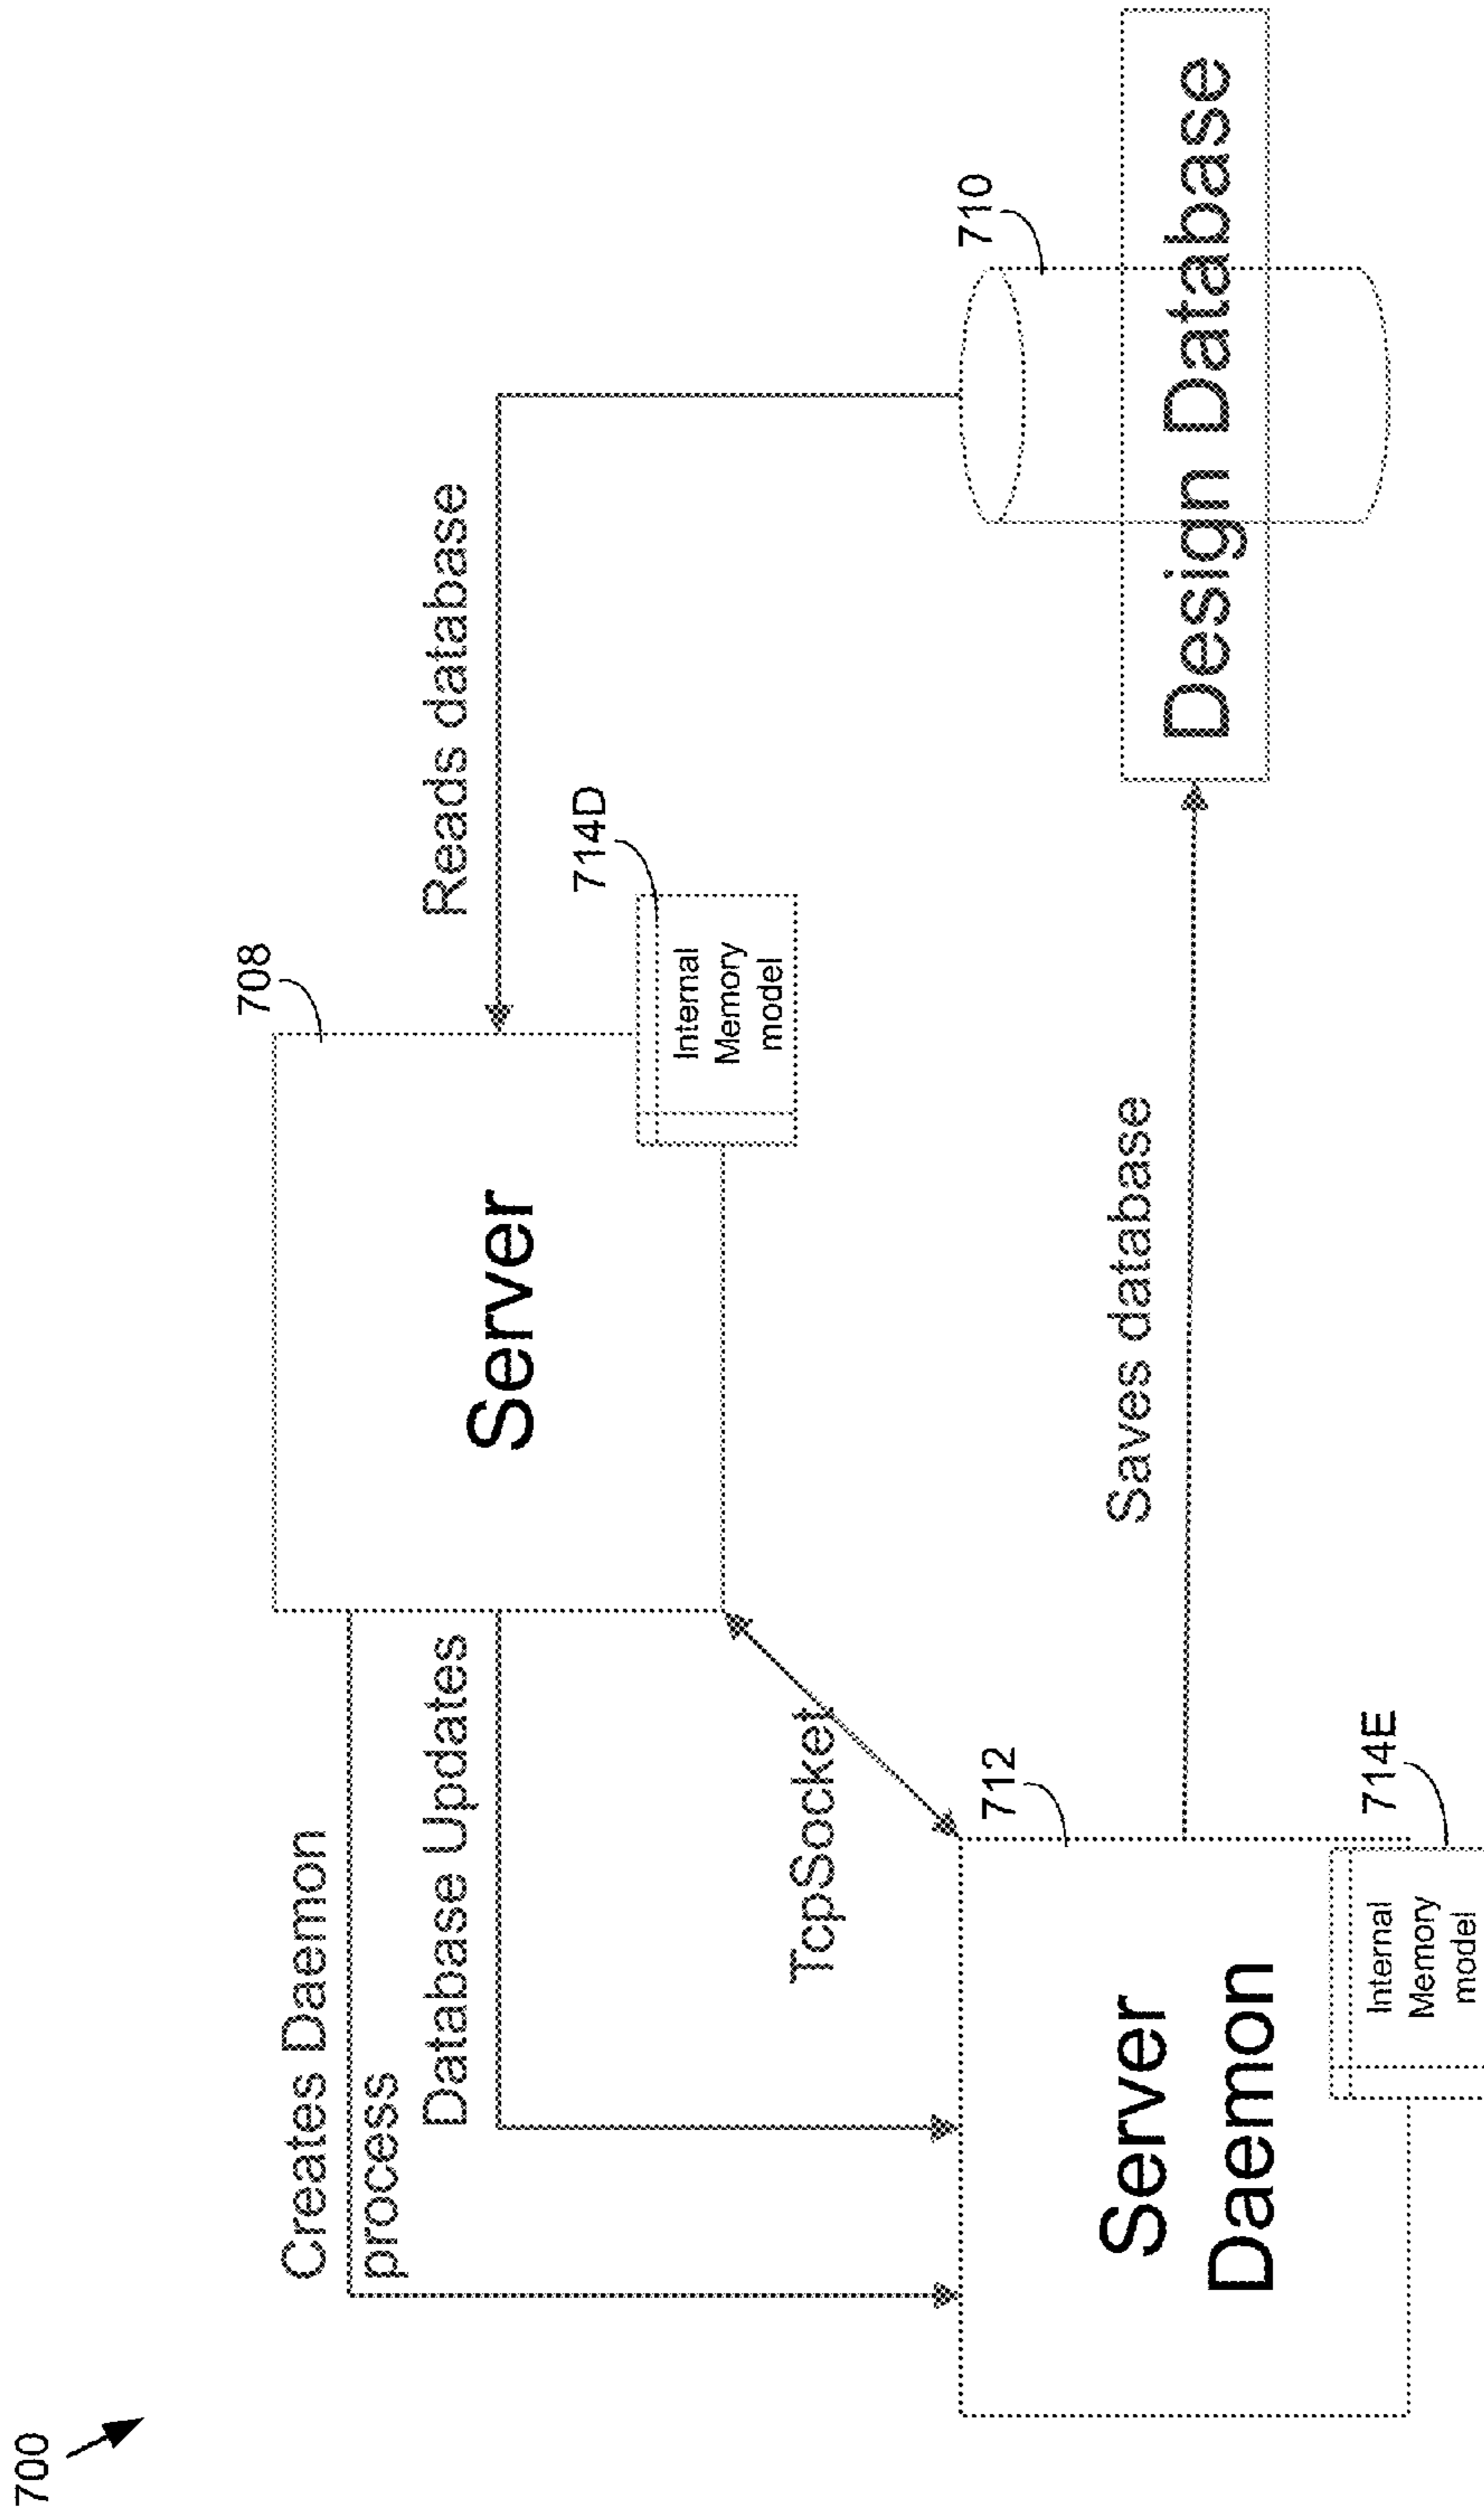 700
708
Creates Daemon
process
Database Updates
Server
Reads database
714D
Internal
Memory
model
TcpSocket
710
712
Server
Daemon
Saves database
Design Database
714E
Internal
Memory
model